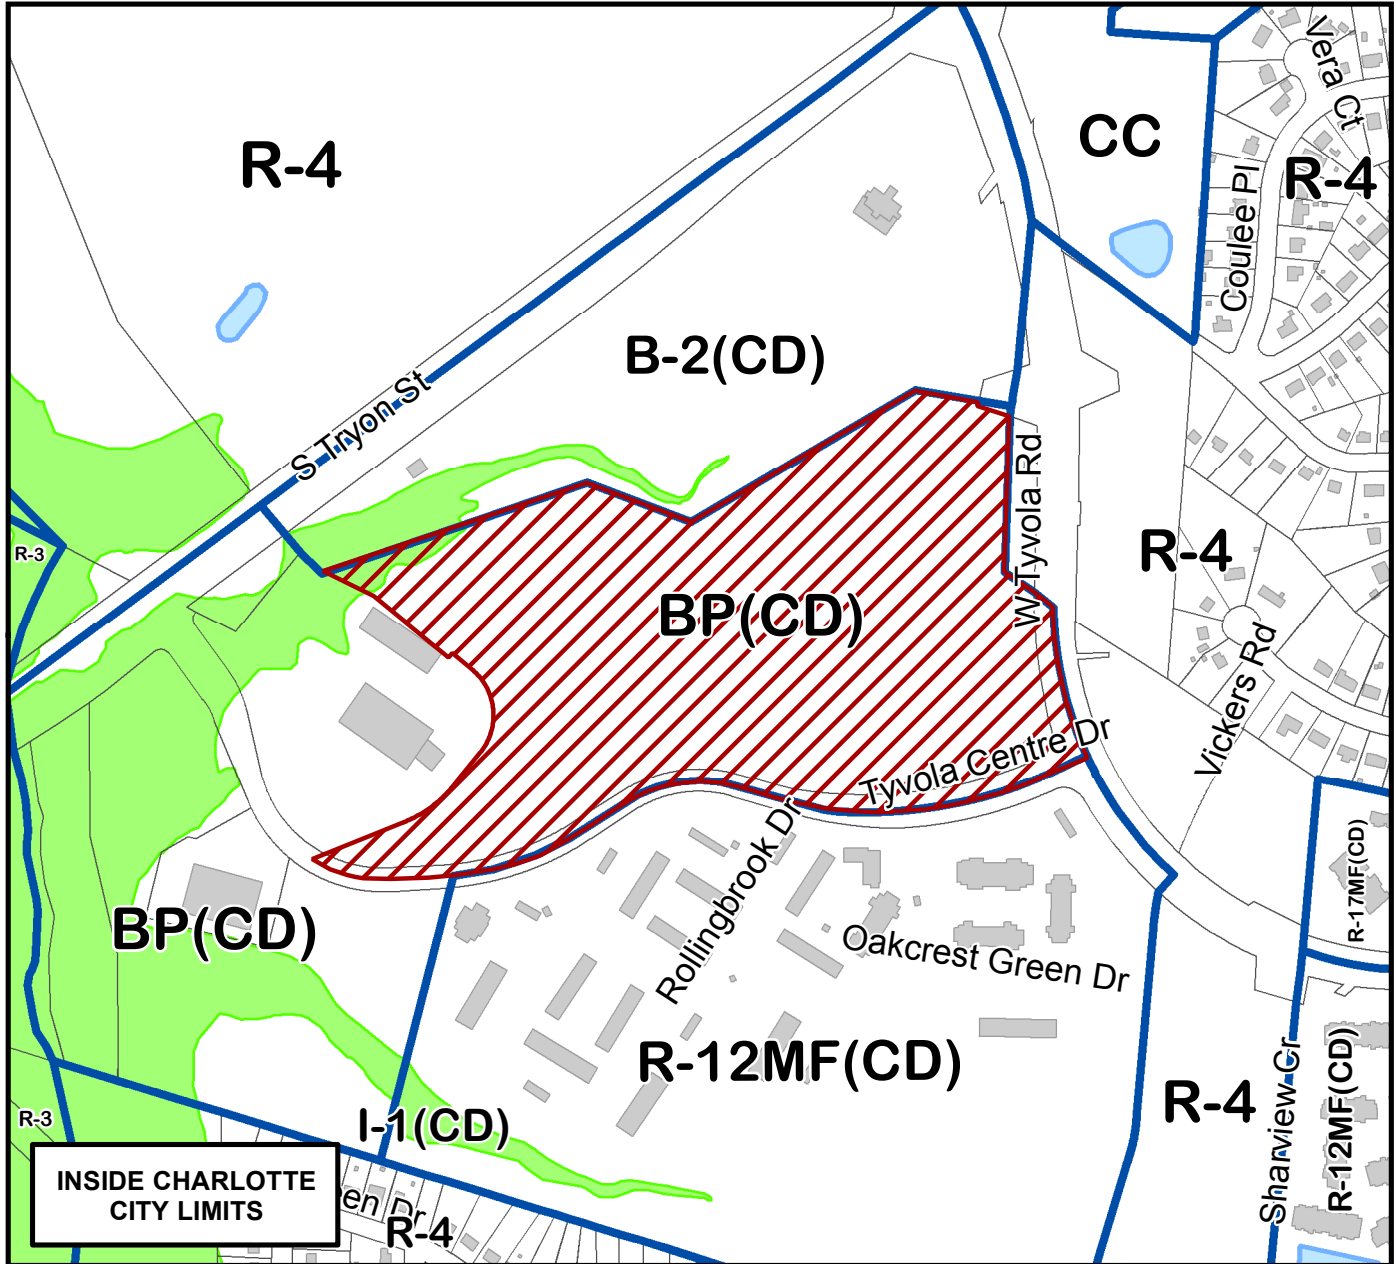 Vera Ct
CC
R-4
R-4
Coulee Pl
B-2(CD)
S Tryon St
W Tyvola Rd
R-3
R-4
BP(CD)
Vickers Rd
Tyvola Centre Dr
Rollingbrook Dr
R-17MF(CD)
BP(CD)
Oakcrest Green Dr
R-12MF(CD)
R-4
Sharview Cr
R-12MF(CD)
R-3
I-1(CD)
INSIDE CHARLOTTE
CITY LIMITS
een Dr
R-4